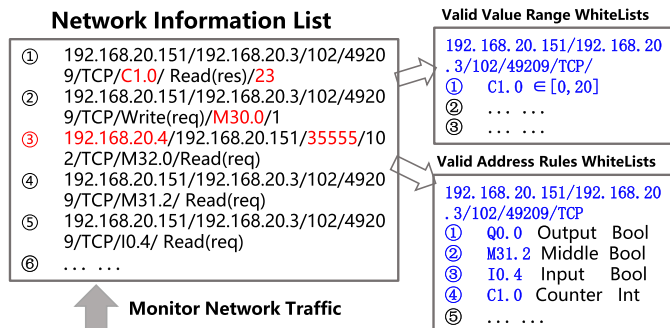 Network Information List
① 192.168.20.151/192.168.20.3/102/4920
9/TCP/C1.0/ Read(res)/23
② 192.168.20.151/192.168.20.3/102/4920
9/TCP/Write(req)/M30.0/1
③ 192.168.20.4/192.168.20.151/35555/10
2/TCP/M32.0/Read(req)
④ 192.168.20.151/192.168.20.3/102/4920
9/TCP/M31.2/ Read(req)
⑤ 192.168.20.151/192.168.20.3/102/4920
9/TCP/I0.4/ Read(req)
⑥ ... ...
Monitor Network Traffic
Valid Value Range WhiteLists
192.168.20.151/192.168.20
.3/102/49209/TCP/
① C1.0 ∈[0,20]
② ... ...
③ ... ...
Valid Address Rules WhiteLists
192.168.20.151/192.168.20
.3/102/49209/TCP
① Q0.0 Output Bool
② M31.2 Middle Bool
③ I0.4 Input Bool
④ C1.0 Counter Int
⑤ ... ...